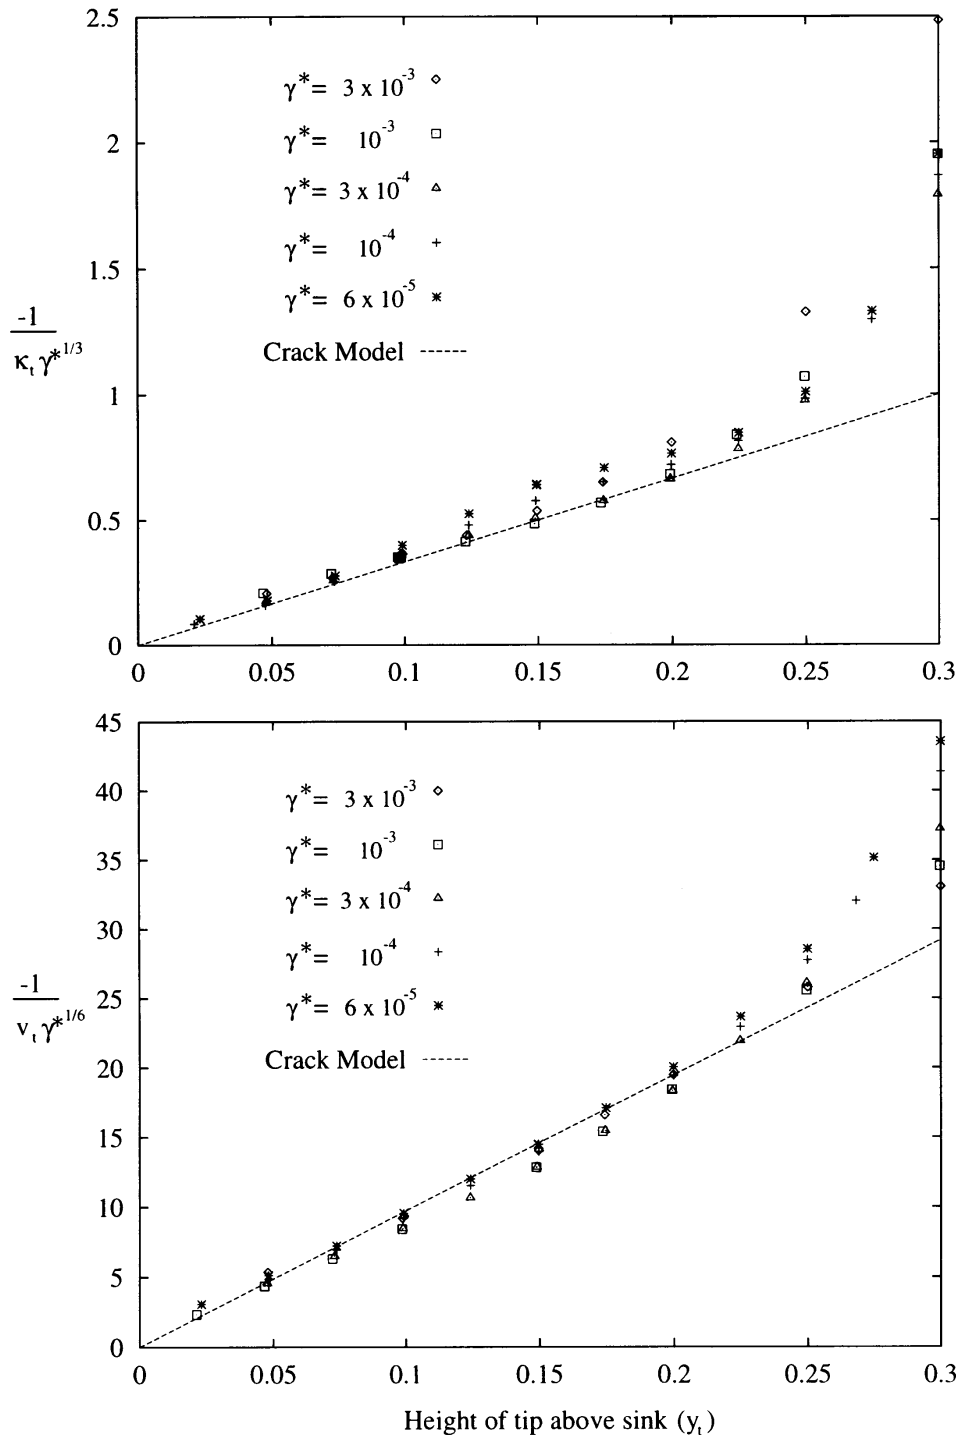 2.5
2
1.5
1
0.5
0
-1
κ_t γ*^{1/3}
γ*= 3 x 10^{-3}
γ*= 10^{-3}
γ*= 3 x 10^{-4}
γ*= 10^{-4}
γ*= 6 x 10^{-5}
Crack Model
0 0.05 0.1 0.15 0.2 0.25 0.3
45
40
35
30
25
20
15
10
5
0
-1
v_t γ*^{1/6}
γ*= 3 x 10^{-3}
γ*= 10^{-3}
γ*= 3 x 10^{-4}
γ*= 10^{-4}
γ*= 6 x 10^{-5}
Crack Model
0 0.05 0.1 0.15 0.2 0.25 0.3
Height of tip above sink (y_t)